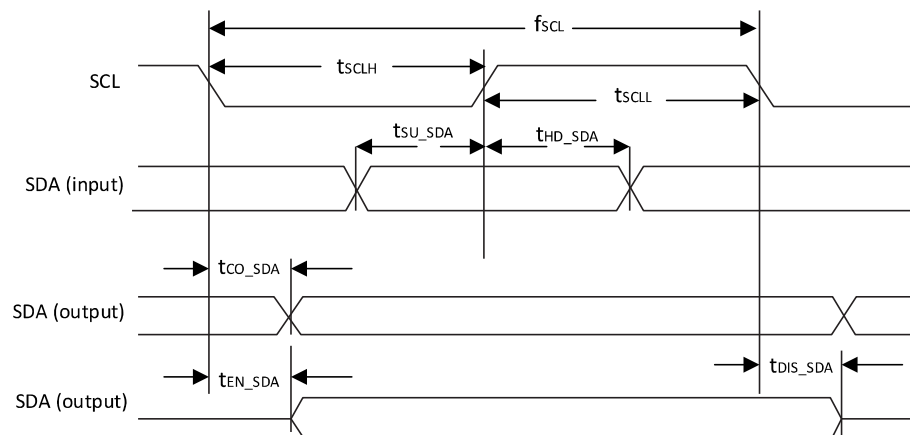 fSCL
SCL
tSCLH
tSCLL
tSU_SDA
tHD_SDA
SDA (input)
tCO_SDA
SDA (output)
tEN_SDA
tDIS_SDA
SDA (output)